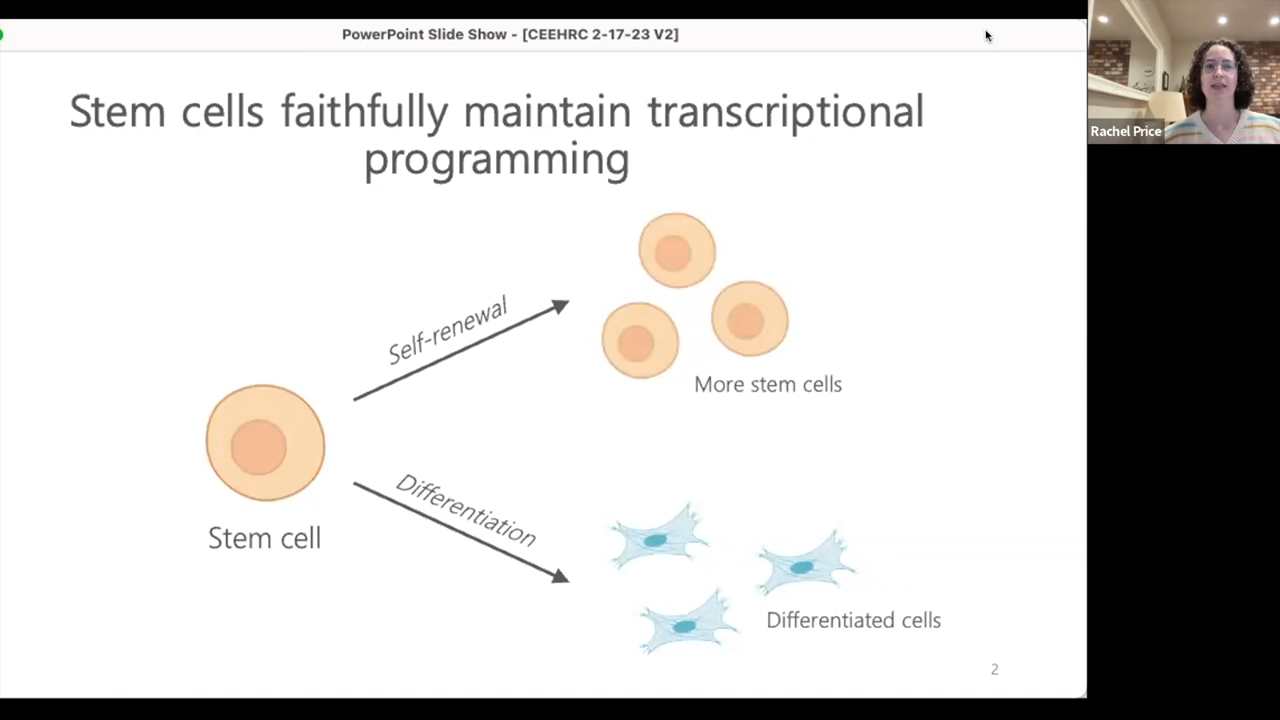 PowerPoint Slide Show - [CEEHRC 2-17-23 V2]
Rachel Price
Stem cells faithfully maintain transcriptional
programming
Self-renewal
More stem cells
Stem cell
Differentiation
Differentiated cells
2